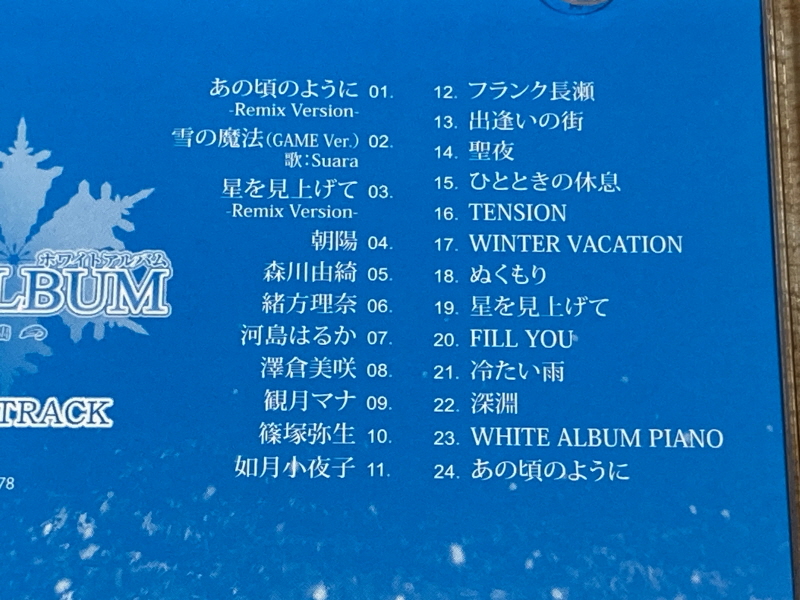 あの頃のように 01.
-Remix Version-
雪の魔法(GAME Ver.) 02.
歌:Suara
星を見上げて 03.
-Remix Version-
朝陽 04.
森川由綺 05.
緒方理奈 06.
河島はるか 07.
澤倉美咲 08.
観月マナ 09.
篠塚弥生 10.
如月小夜子 11.
12. フランク長瀬
13. 出逢いの街
14. 聖夜
15. ひとときの休息
16. TENSION
17. WINTER VACATION
18. ぬくもり
19. 星を見上げて
20. FILL YOU
21. 冷たい雨
22. 深淵
23. WHITE ALBUM PIANO
24. あの頃のように
ホワイトアルバム
LBUM
TRACK
78